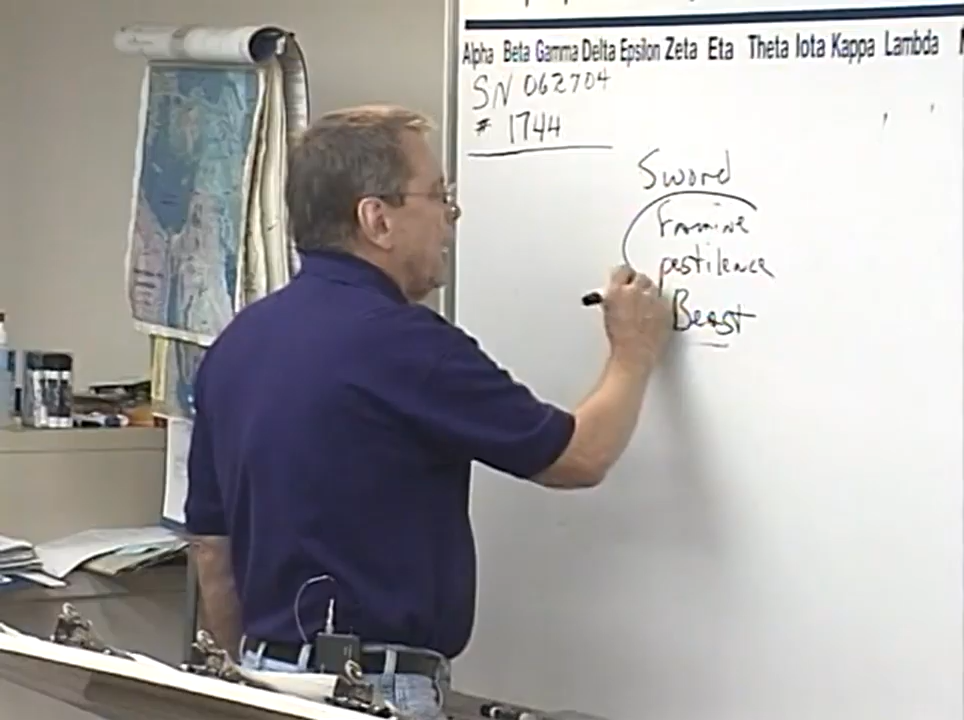 Alpha Beta Gamma Delta Epsilon Zeta Eta Theta Iota Kappa Lambda
SN 062704
# 1744
Sword
Famine
pestilence
Beast